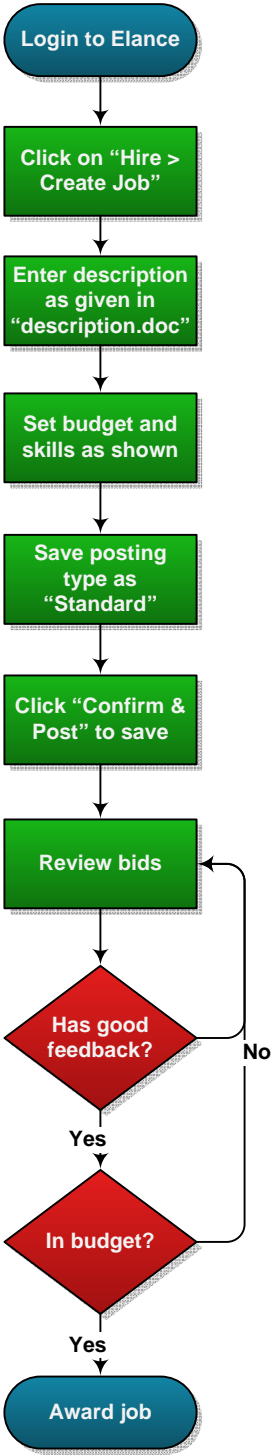 Login to Elance
Click on “Hire >
Create Job”
Enter description
as given in
“description.doc”
Set budget and
skills as shown
Save posting
type as
“Standard”
Click “Confirm &
Post” to save
Review bids
Has good
feedback?
No
Yes
In budget?
Yes
Award job